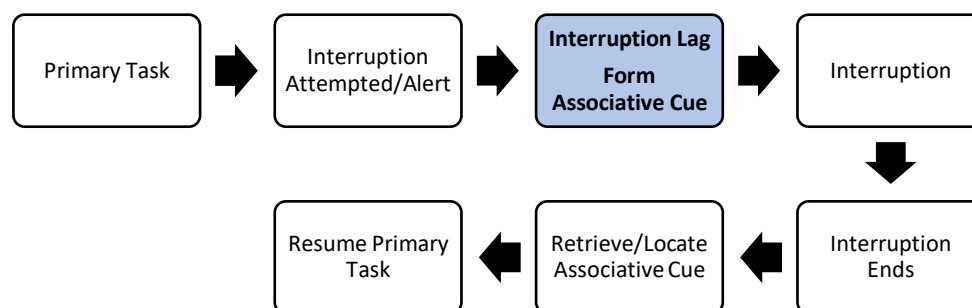 Primary Task
Interruption
Attempted/Alert
Interruption Lag
Form
Associative Cue
Interruption
Interruption
Ends
Retrieve/Locate
Associative Cue
Resume Primary
Task